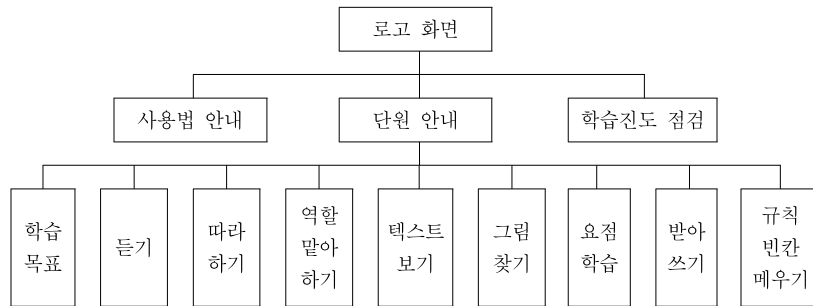 로고 화면
사용법 안내
단원 안내
학습진도 점검
학습
목표
듣기
따라
하기
역할
맡아
하기
텍스트
보기
그림
찾기
요점
학습
받아
쓰기
규칙
빈칸
메우기